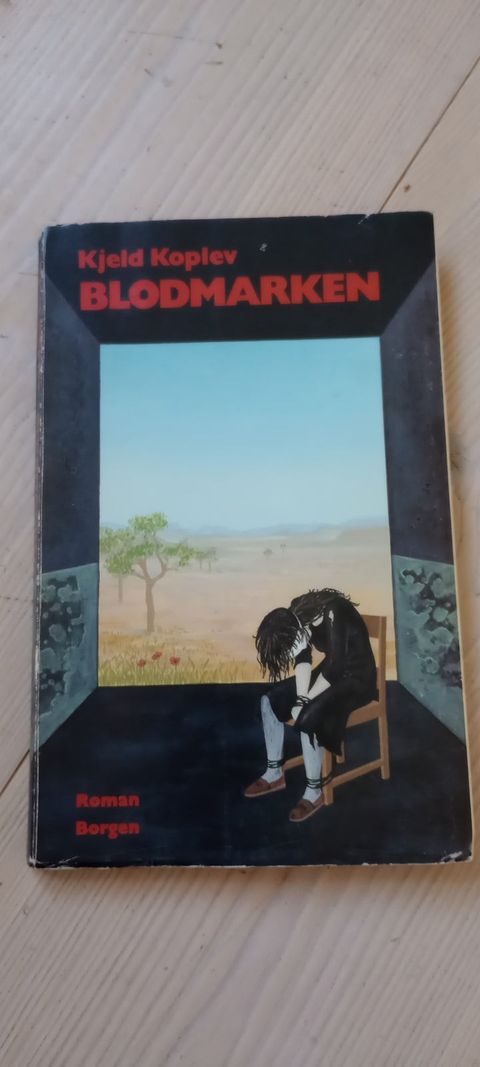 Kjeld Koplev
BLODMARKEN
Roman
Borgen